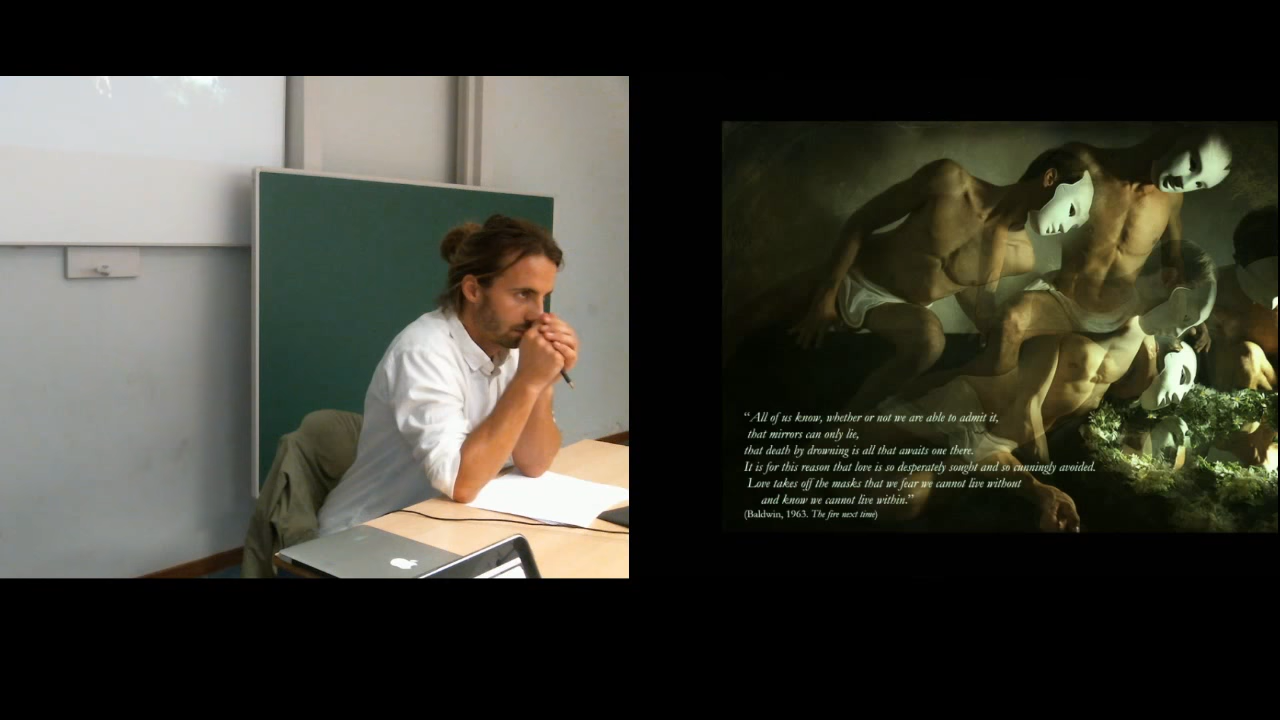 “ All of us know, whether or not we are able to admit it,
that mirrors can only lie,
that death by drowning is all that awaits one there.
It is for this reason that love is so desperately sought and so cunningly avoided.
Love takes off the masks that we fear we cannot live without
and know we cannot live within.”
(Baldwin, 1963. The fire next time)